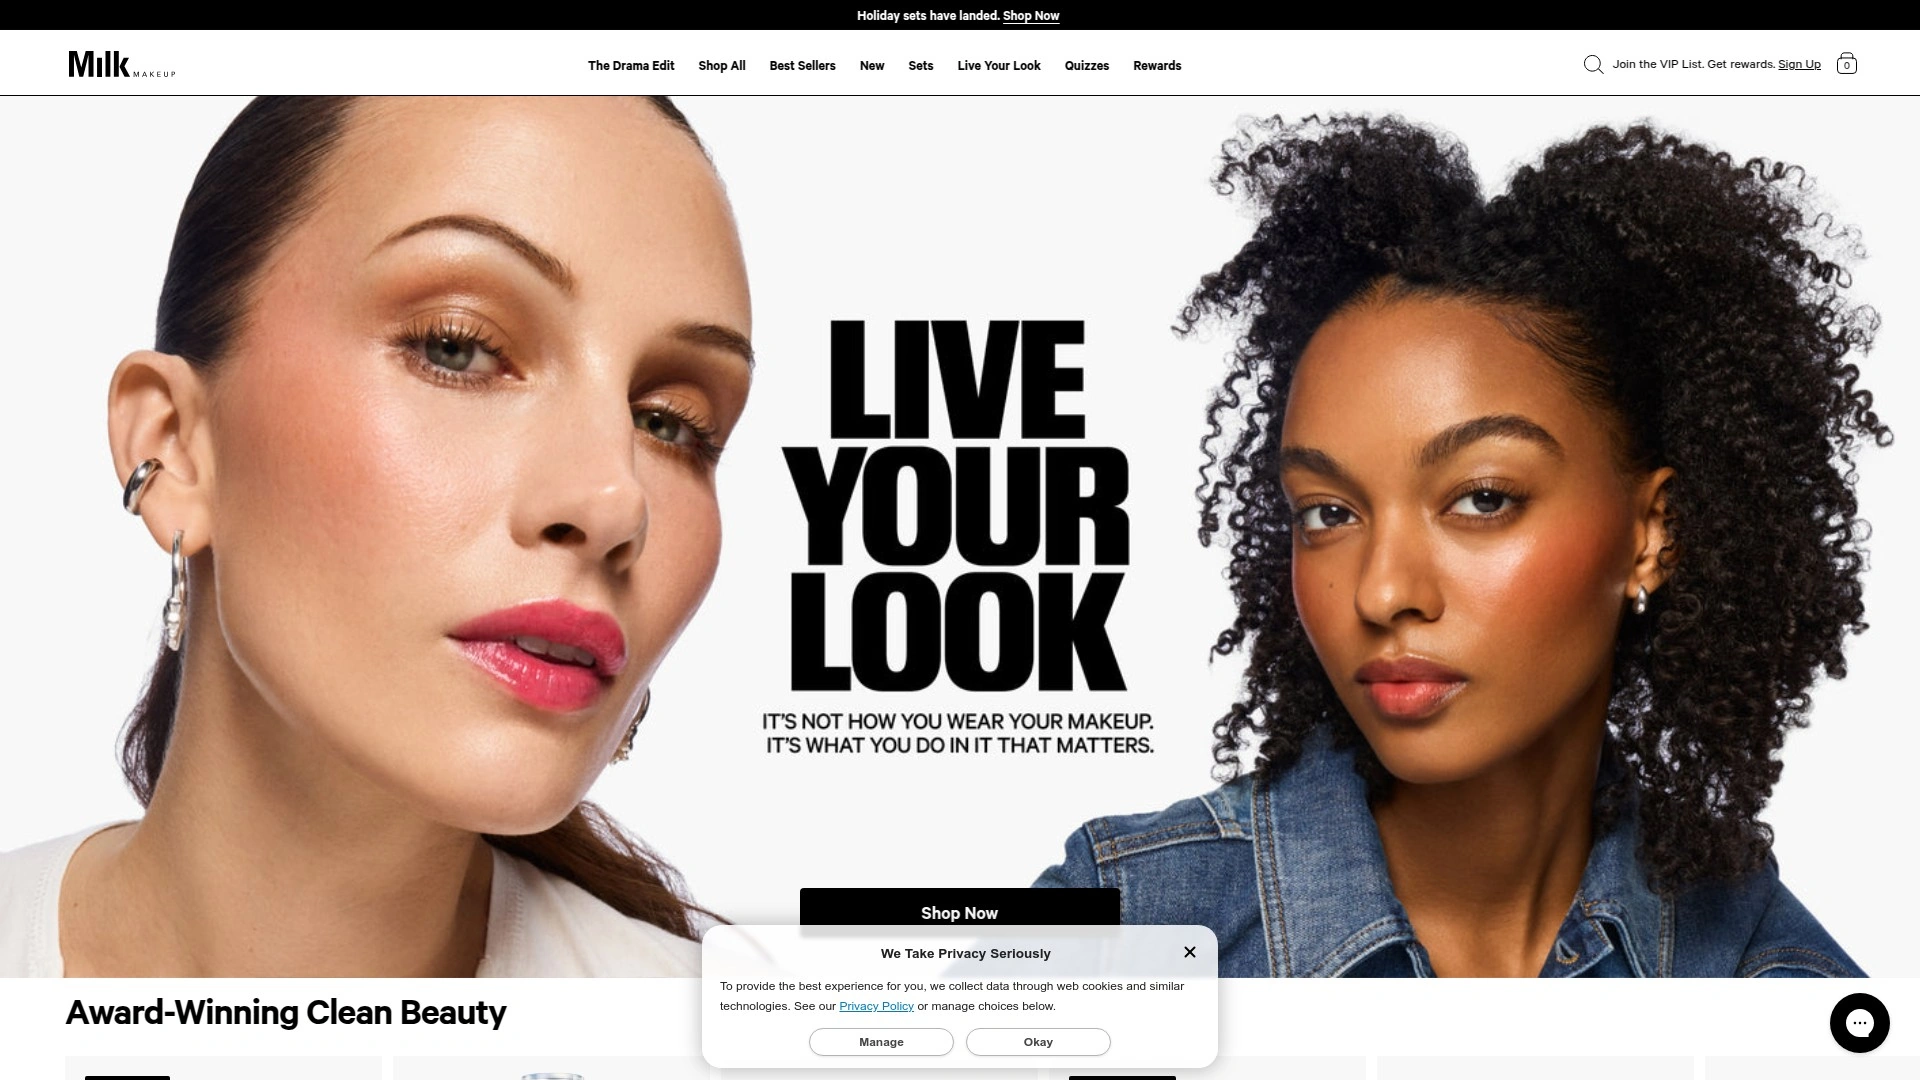 Holiday sets have landed. Shop Now
Milk MAKEUP
The Drama Edit
Shop All
Best Sellers
New
Sets
Live Your Look
Quizzes
Rewards
Join the VIP List. Get rewards. Sign Up
0
LIVE
YOUR
LOOK
IT'S NOT HOW YOU WEAR YOUR MAKEUP.
IT'S WHAT YOU DO IN IT THAT MATTERS.
Shop Now
We Take Privacy Seriously
To provide the best experience for you, we collect data through web cookies and similar
technologies. See our Privacy Policy or manage choices below.
Manage
Okay
Award-Winning Clean Beauty